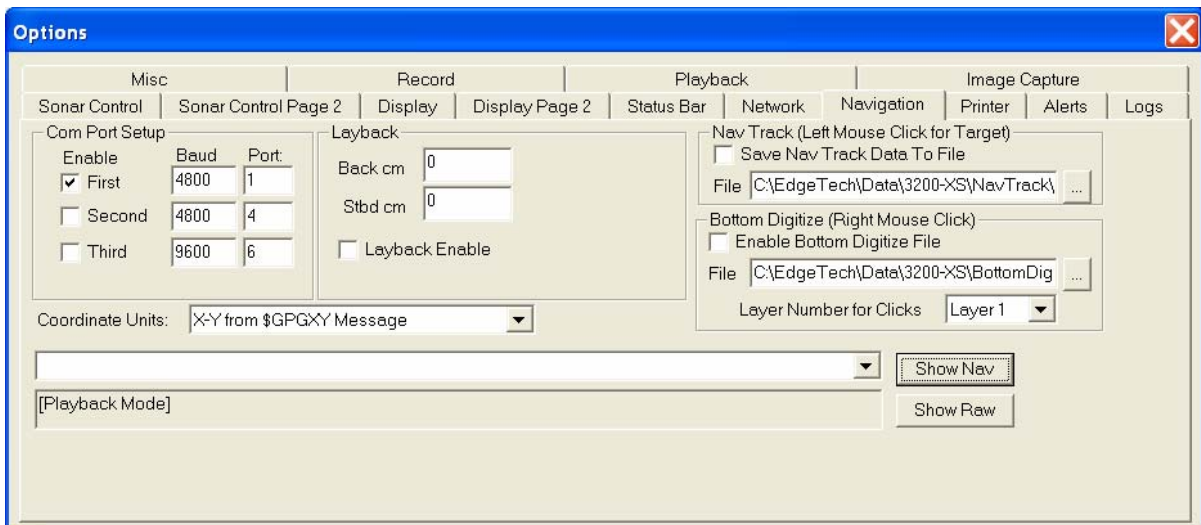 Options
Misc Record Playback Image Capture
Sonar Control Sonar Control Page 2 Display Display Page 2 Status Bar Network Navigation Printer Alerts Logs
Com Port Setup
Enable Baud Port:
First 4800 1
Second 4800 4
Third 9600 6
Layback
Back cm 0
Stbd cm 0
Layback Enable
Nav Track (Left Mouse Click for Target)
Save Nav Track Data To File
File C:\EdgeTech\Data\3200-XS\NavTrack\ ...
Bottom Digitize (Right Mouse Click)
Enable Bottom Digitize File
File C:\EdgeTech\Data\3200-XS\BottomDig ...
Layer Number for Clicks Layer 1
Coordinate Units: X-Y from $GPGXY Message
Show Nav
[Playback Mode]
Show Raw